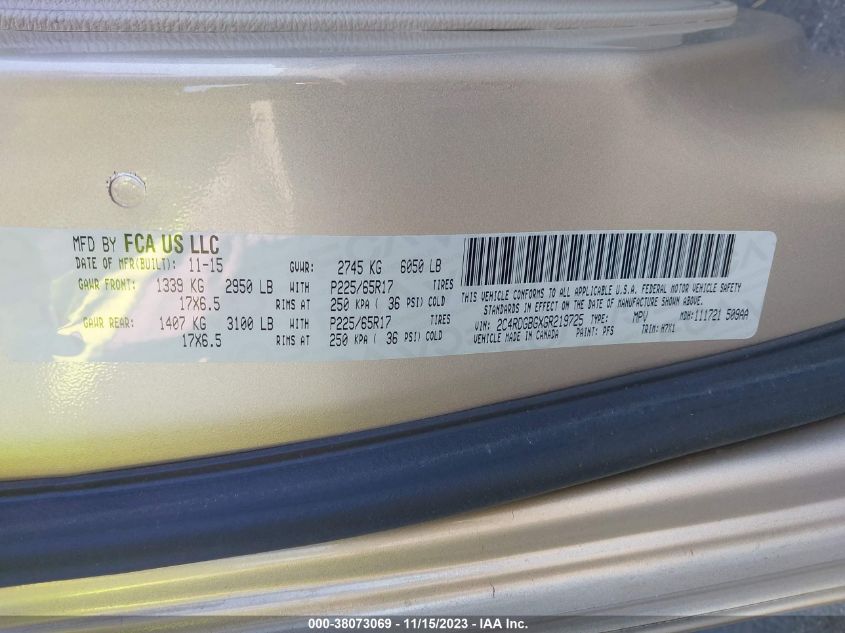 MFD BY FCA US LLC
DATE OF MFR(BUILT): 11-15 GVWR: 2745 KG 6050 LB
GAWR FRONT: 1339 KG 2950 LB WITH P225/65R17 TIRES
17X6.5 RIMS AT 250 KPA ( 36 PSI) COLD
GAWR REAR: 1407 KG 3100 LB WITH P225/65R17 TIRES
17X6.5 RIMS AT 250 KPA ( 36 PSI) COLD
THIS VEHICLE CONFORMS TO ALL APPLICABLE U.S.A. FEDERAL MOTOR VEHICLE SAFETY
STANDARDS IN EFFECT ON THE DATE OF MANUFACTURE SHOWN ABOVE.
VIN: 2C4RDGBGXGR219725 TYPE: MPV MDH: 111721 509AA
VEHICLE MADE IN CANADA PAINT: PFS TRIM: H7X1
000-38073069 - 11/15/2023 - IAA Inc.